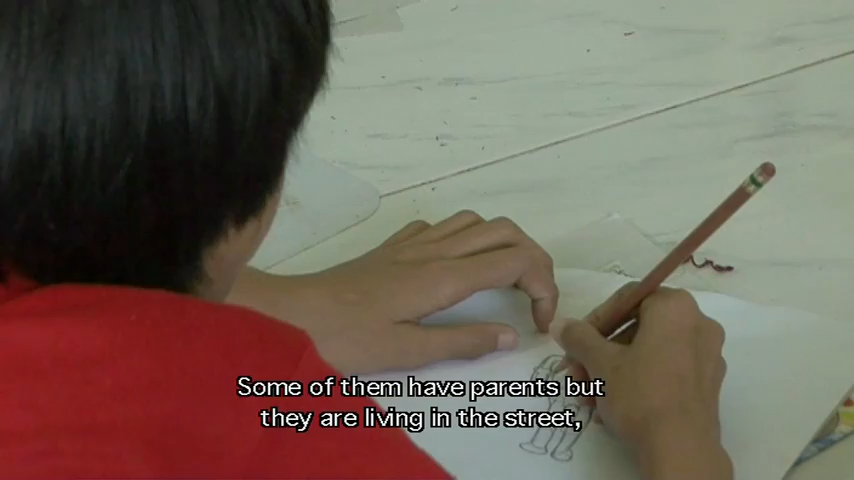 Some of them have parents but
they are living in the street,